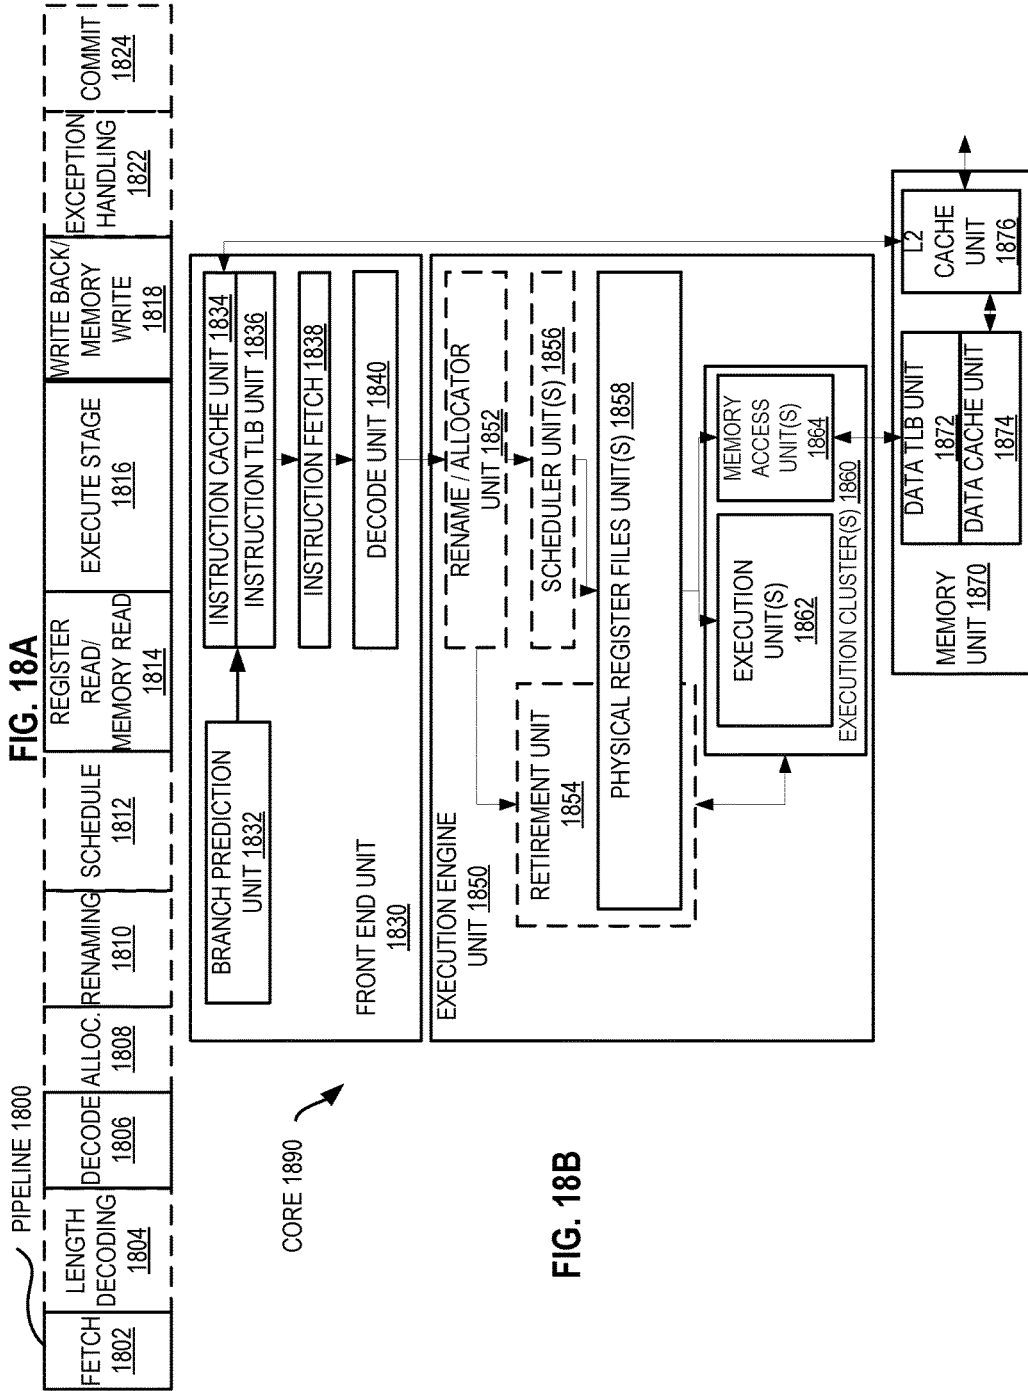 FIG. 18A
PIPELINE 1800
FETCH
1802
LENGTH
DECODING
1804
DECODE
1806
ALLOC.
1808
RENAMING
1810
SCHEDULE
1812
REGISTER
READ/
MEMORY READ
1814
EXECUTE STAGE
1816
WRITE BACK/
MEMORY
WRITE
1818
EXCEPTION
HANDLING
1822
COMMIT
1824
CORE 1890
FRONT END UNIT
1830
BRANCH PREDICTION
UNIT 1832
INSTRUCTION CACHE UNIT 1834
INSTRUCTION TLB UNIT 1836
INSTRUCTION FETCH 1838
DECODE UNIT 1840
EXECUTION ENGINE
UNIT 1850
RENAME / ALLOCATOR
UNIT 1852
RETIREMENT UNIT
1854
SCHEDULER UNIT(S) 1856
PHYSICAL REGISTER FILES UNIT(S) 1858
EXECUTION
UNIT(S)
1862
MEMORY
ACCESS
UNIT(S)
1864
EXECUTION CLUSTER(S) 1860
MEMORY
UNIT 1870
DATA TLB UNIT
1872
DATA CACHE UNIT
1874
L2
CACHE
UNIT
1876
FIG. 18B